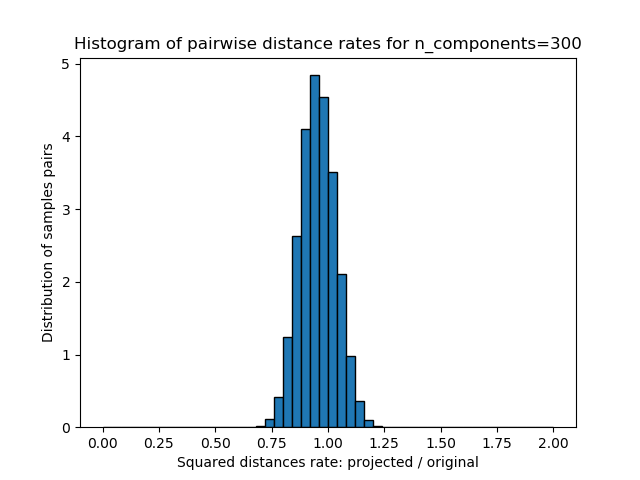 Histogram of pairwise distance rates for n_components=300
Distribution of samples pairs
5
4
3
2
1
0
0.00 0.25 0.50 0.75 1.00 1.25 1.50 1.75 2.00
Squared distances rate: projected / original